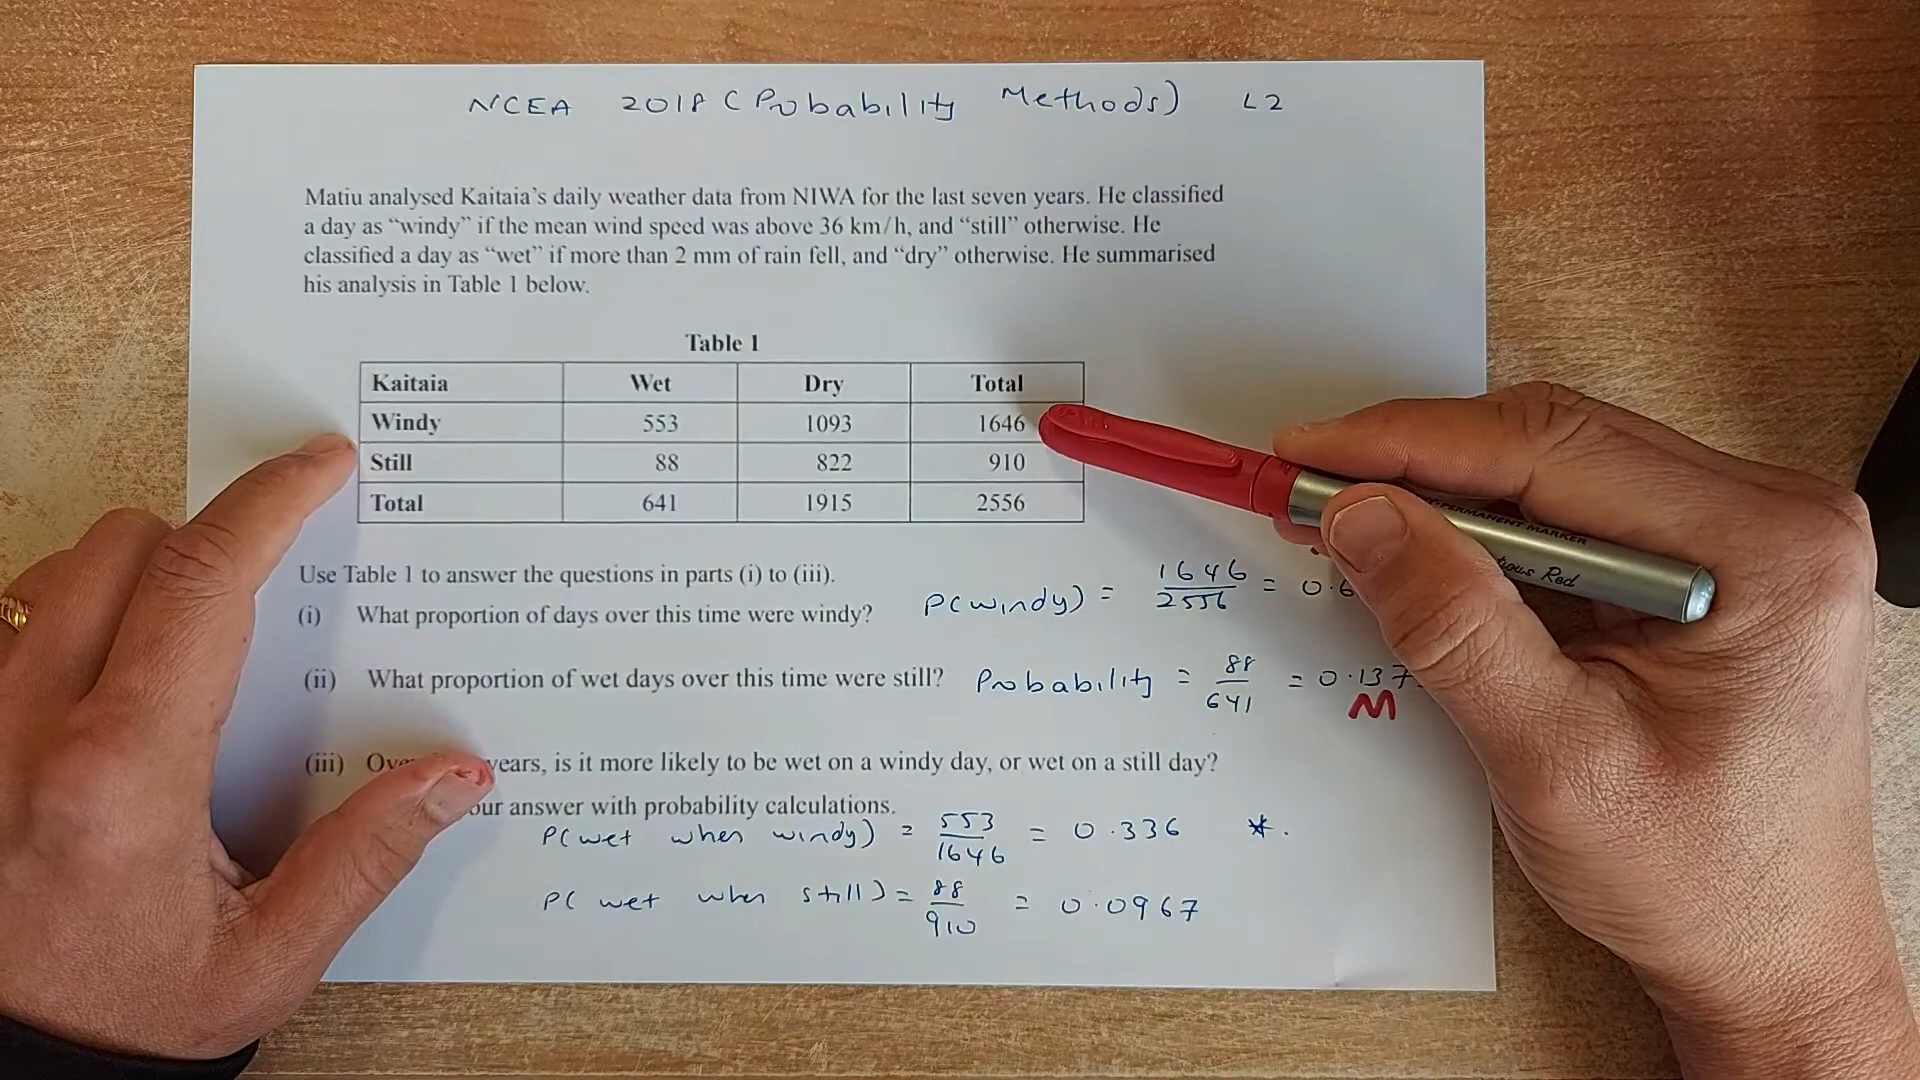 NCEA 2018 (Probability Methods) L2
Matiu analysed Kaitaia's daily weather data from NIWA for the last seven years. He classified
a day as "windy" if the mean wind speed was above 36 km/h, and "still" otherwise. He
classified a day as "wet" if more than 2 mm of rain fell, and "dry" otherwise. He summarised
his analysis in Table 1 below.
Table 1
Kaitaia Wet Dry Total
Windy 553 1093 1646
Still 88 822 910
Total 641 1915 2556
PERMANENT MARKER
Red
Use Table 1 to answer the questions in parts (i) to (iii).
(i) What proportion of days over this time were windy? P(windy) = 1646/2556 = 0.6
(ii) What proportion of wet days over this time were still? Probability = 88/641 = 0.137
M
(iii) years, is it more likely to be wet on a windy day, or wet on a still day?
answer with probability calculations.
P(wet when windy) = 553/1646 = 0.336 *.
P(wet when still) = 88/910 = 0.0967